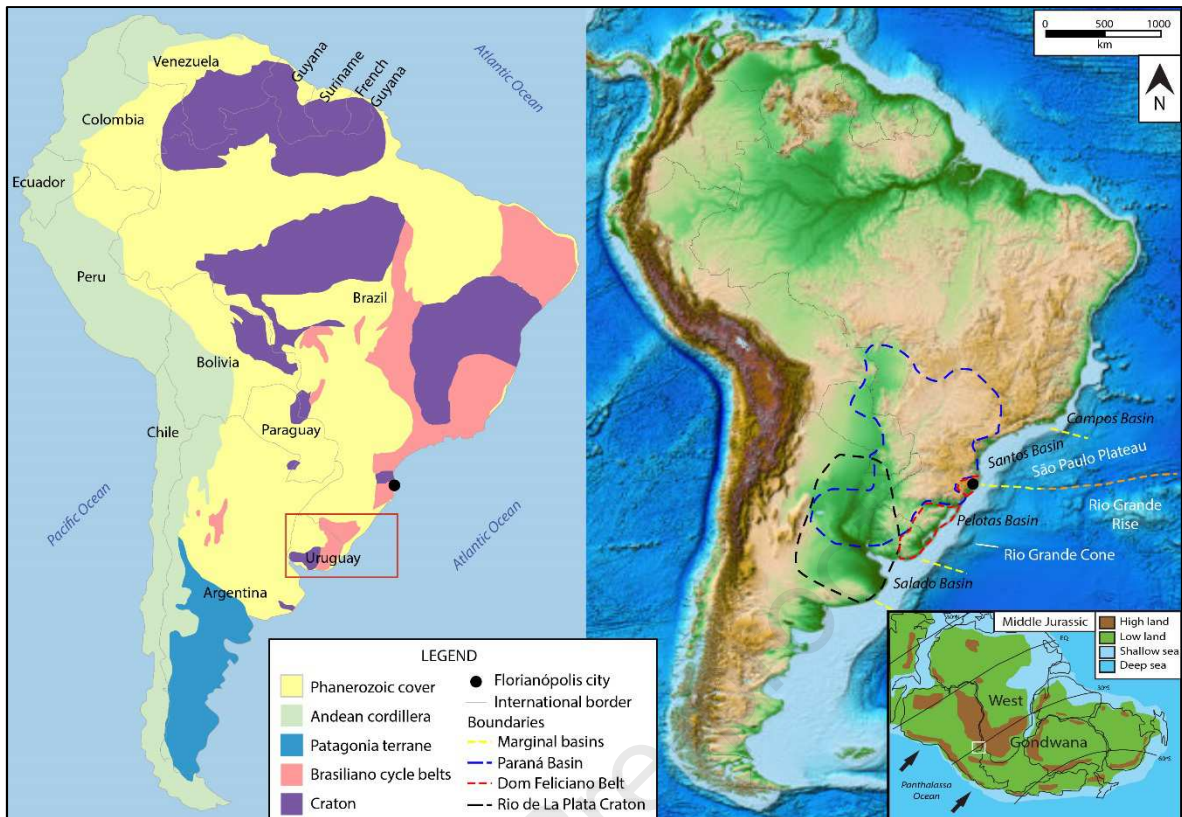 Venezuela
Guyana
Suriname
French
Guyana
Atlantic Ocean
Colombia
Ecuador
Peru
Brazil
Bolivia
Paraguay
Chile
Pacific Ocean
Atlantic Ocean
Uruguay
Argentina
LEGEND
Phanerozoic cover
Andean cordillera
Patagonia terrane
Brasiliano cycle belts
Craton
Florianópolis city
International border
Boundaries
Marginal basins
Paraná Basin
Dom Feliciano Belt
Rio de La Plata Craton
0 500 1000
km
N
Campos Basin
Santos Basin
São Paulo Plateau
Rio Grande
Rise
Pelotas Basin
Rio Grande Cone
Salado Basin
Middle Jurassic
High land
Low land
Shallow sea
Deep sea
EQ
West
Gondwana
Panthalassa
Ocean